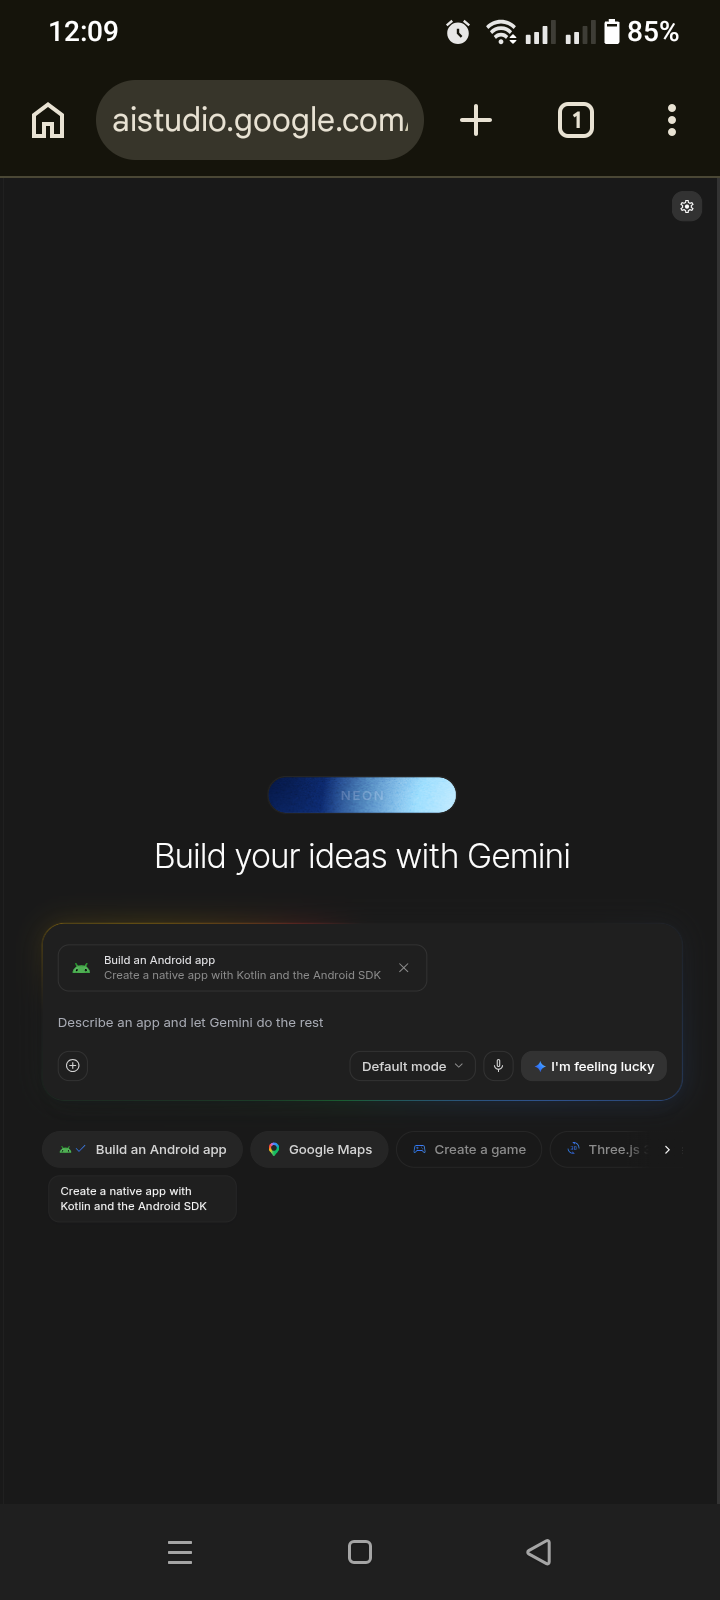 12:09
85%
aistudio.google.com/
1
NEON
Build your ideas with Gemini
Build an Android app
Create a native app with Kotlin and the Android SDK
Describe an app and let Gemini do the rest
Default mode
I'm feeling lucky
Build an Android app
Google Maps
Create a game
Three.js
Create a native app with
Kotlin and the Android SDK